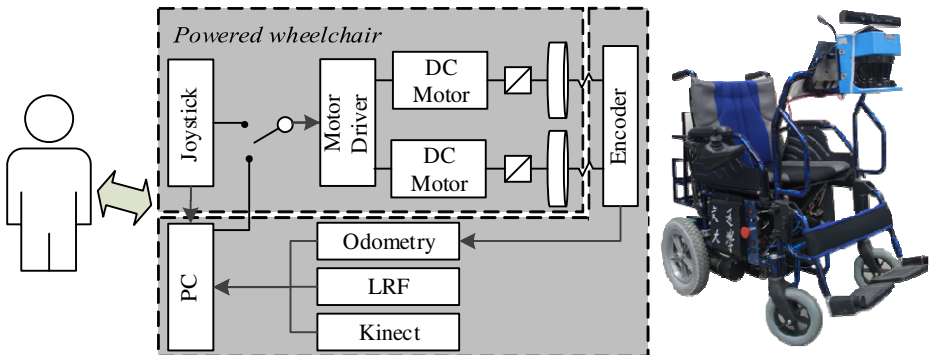 Powered wheelchair
Joystick
Motor
Driver
DC
Motor
DC
Motor
Encoder
PC
Odometry
LRF
Kinect